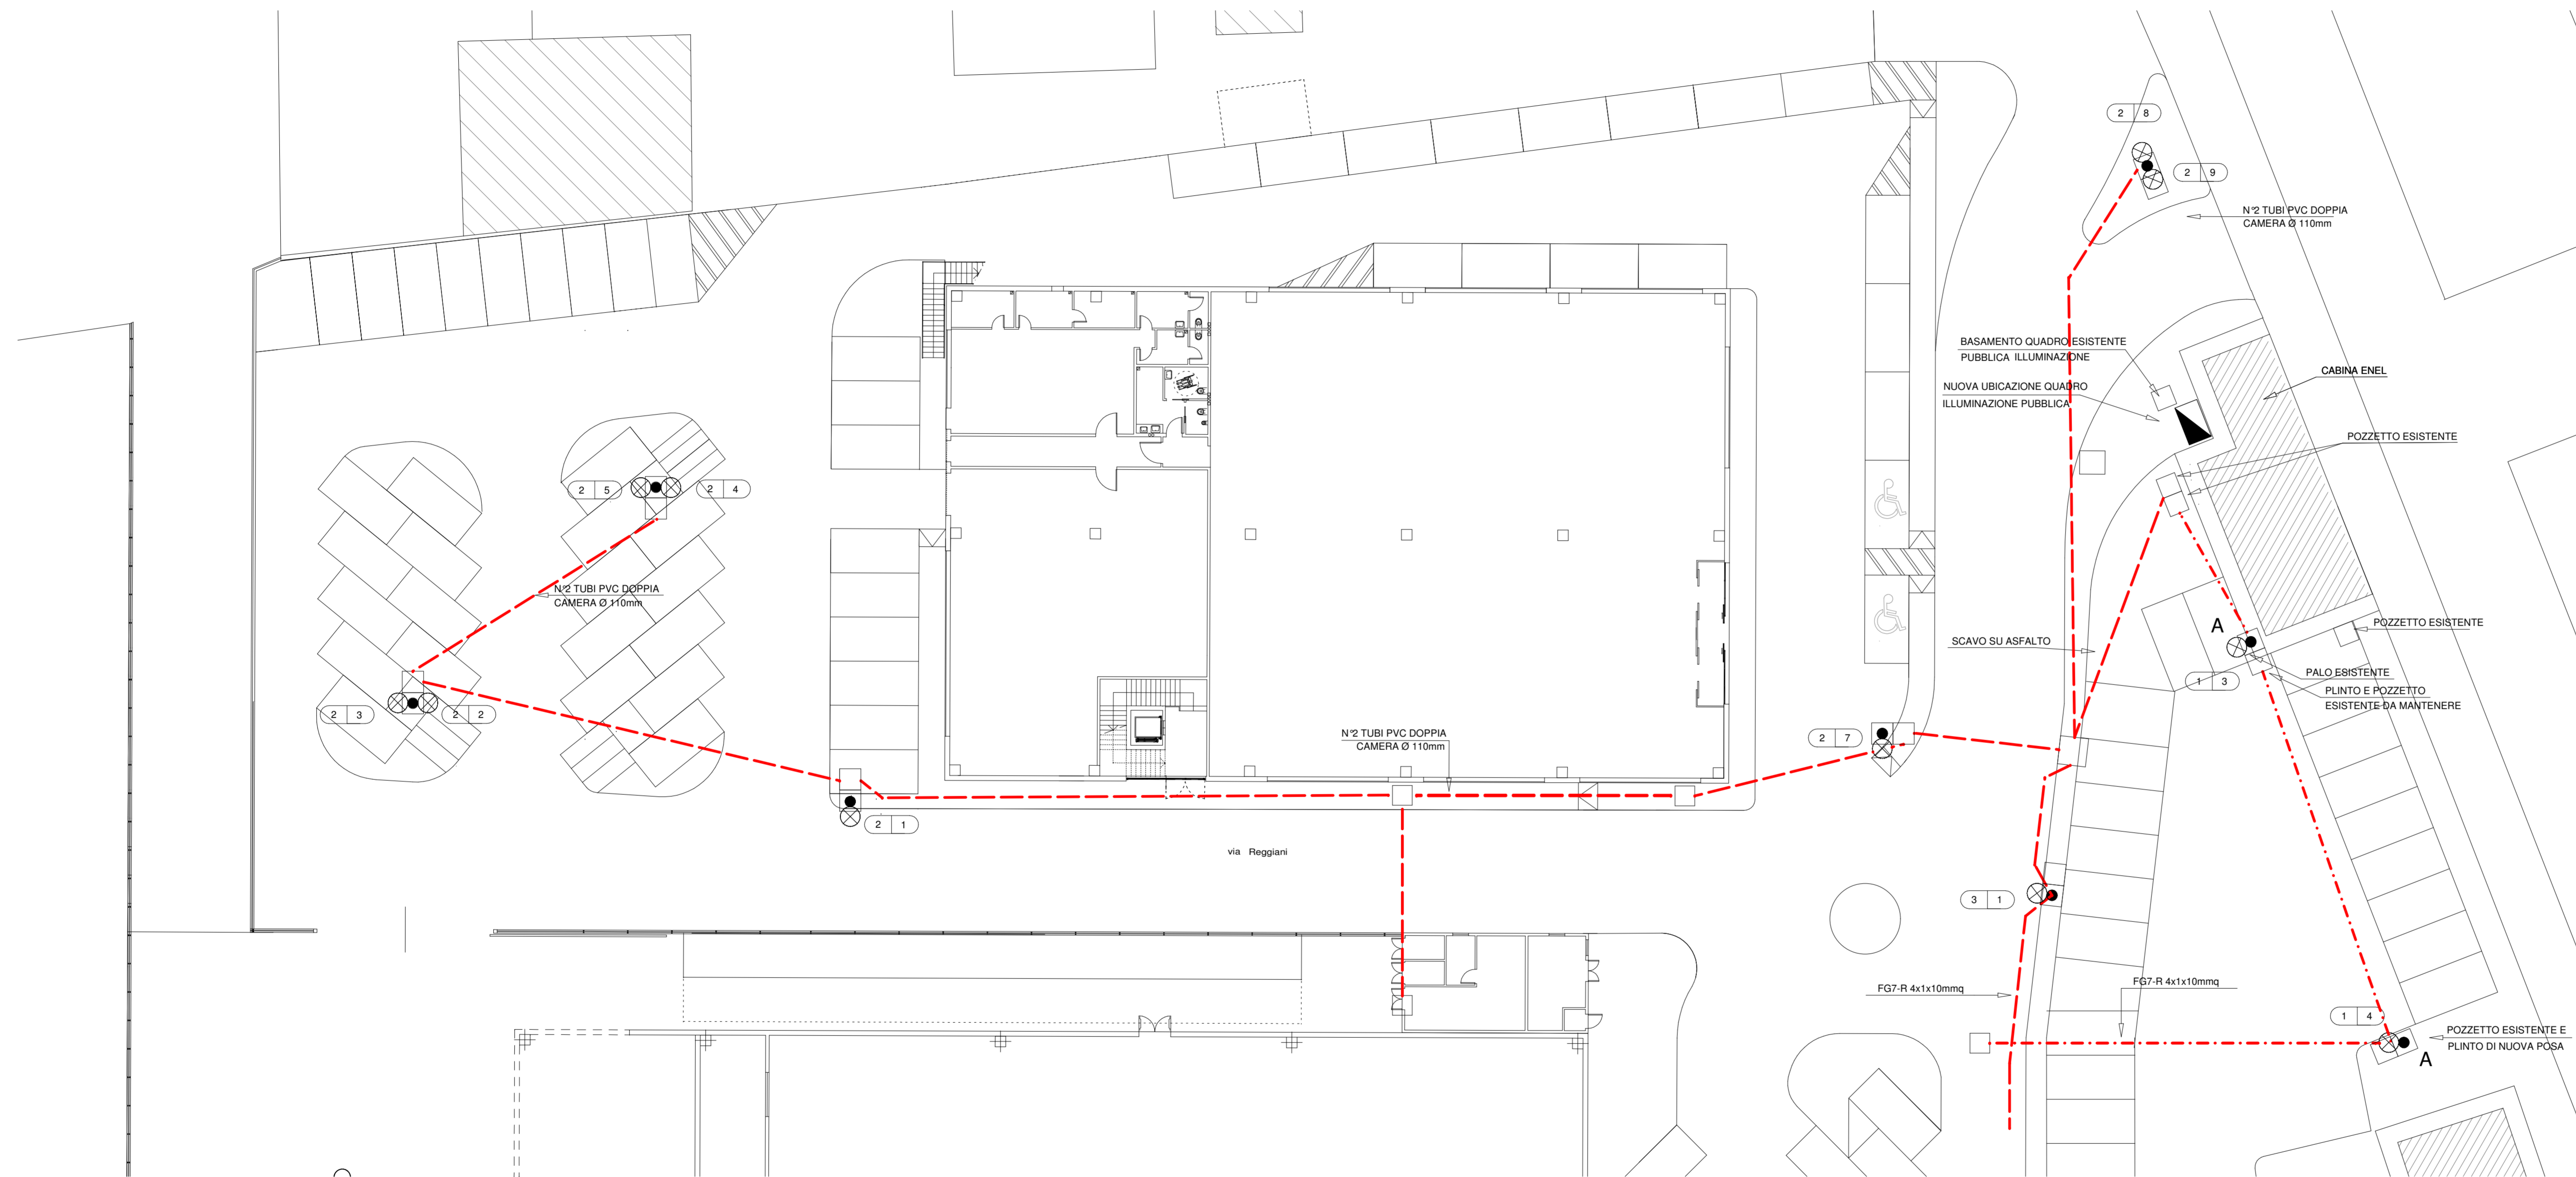 2 8
2 9
N°2 TUBI PVC DOPPIA
CAMERA Ø 110mm
BASAMENTO QUADRO ESISTENTE
PUBBLICA ILLUMINAZIONE
CABINA ENEL
NUOVA UBICAZIONE QUADRO
ILLUMINAZIONE PUBBLICA
POZZETTO ESISTENTE
2 5
2 4
N°2 TUBI PVC DOPPIA
CAMERA Ø 110mm
A
POZZETTO ESISTENTE
SCAVO SU ASFALTO
PALO ESISTENTE
1 3
PLINTO E POZZETTO
ESISTENTE DA MANTENERE
2 3
2 2
N°2 TUBI PVC DOPPIA
CAMERA Ø 110mm
2 7
2 1
via Reggiani
3 1
FG7-R 4x1x10mmq
FG7-R 4x1x10mmq
1 4
POZZETTO ESISTENTE E
PLINTO DI NUOVA POSA
A